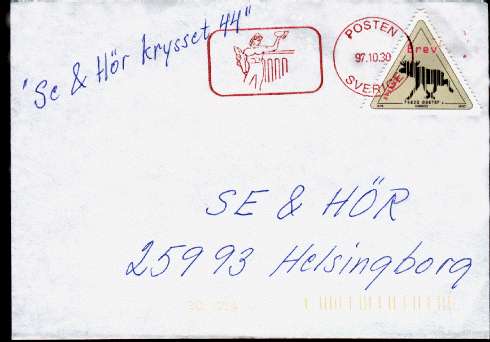 "Se & Hör krysset 44"
POSTEN
97.10.30
SVERIGE
Brev
SE & HÖR
25993 Helsingborg